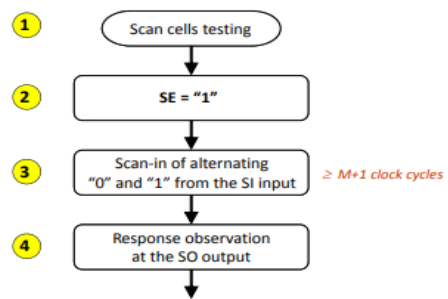 1
Scan cells testing
2
SE = “1”
3
Scan-in of alternating
“0” and “1” from the SI input
≥ M+1 clock cycles
4
Response observation
at the SO output